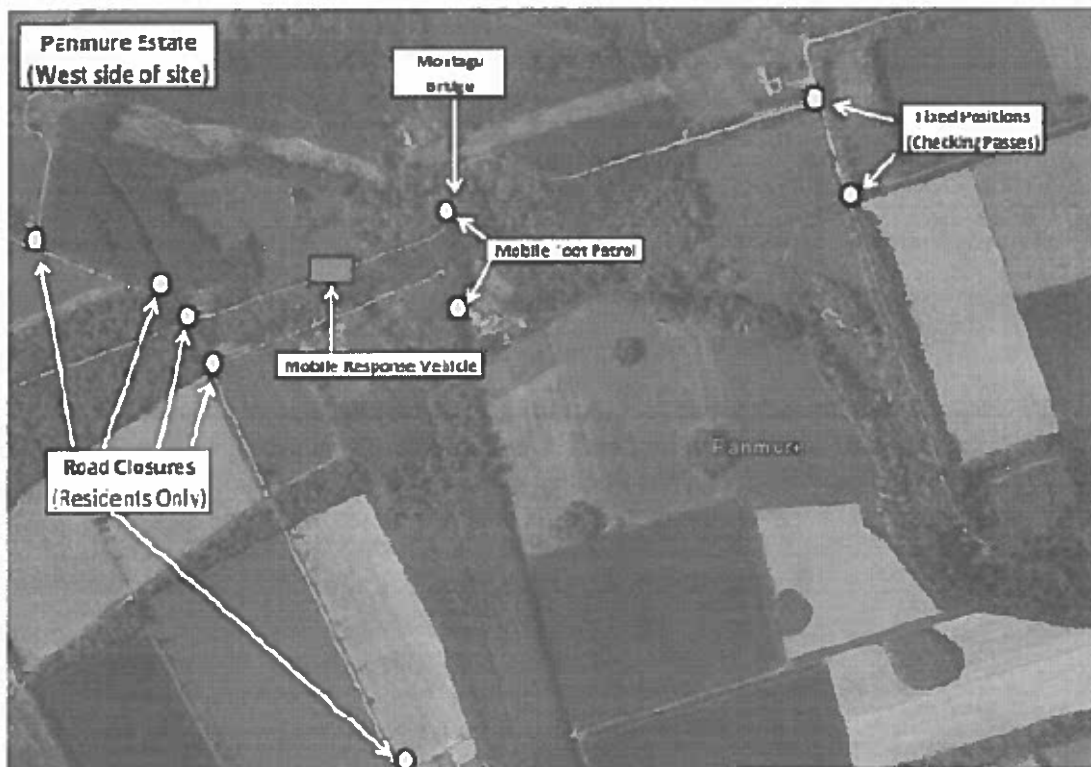 Panmure Estate
(West side of site)
Montagu
Bridge
Fixed Positions
(Checking Passes)
Mobile Foot Patrol
Mobile Response Vehicle
Road Closures
(Residents Only)
Panmure